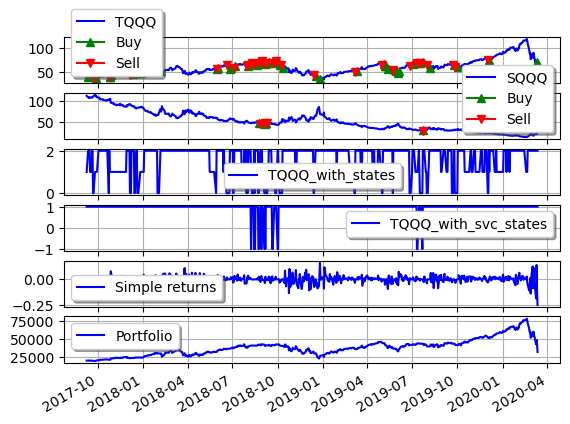 TQQQ
Buy
Sell
100
50
SQQQ
Buy
Sell
100
50
TQQQ_with_states
2
0
TQQQ_with_svc_states
1
0
−1
Simple returns
0.00
−0.25
Portfolio
75000
50000
25000
2017-10 2018-01 2018-04 2018-07 2018-10 2019-01 2019-04 2019-07 2019-10 2020-01 2020-04